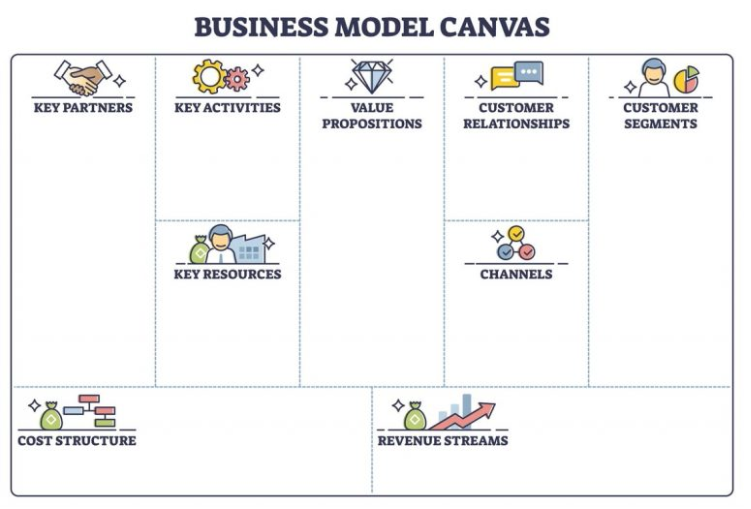 BUSINESS MODEL CANVAS
KEY PARTNERS
KEY ACTIVITIES
VALUE
PROPOSITIONS
CUSTOMER
RELATIONSHIPS
CUSTOMER
SEGMENTS
KEY RESOURCES
CHANNELS
COST STRUCTURE
REVENUE STREAMS